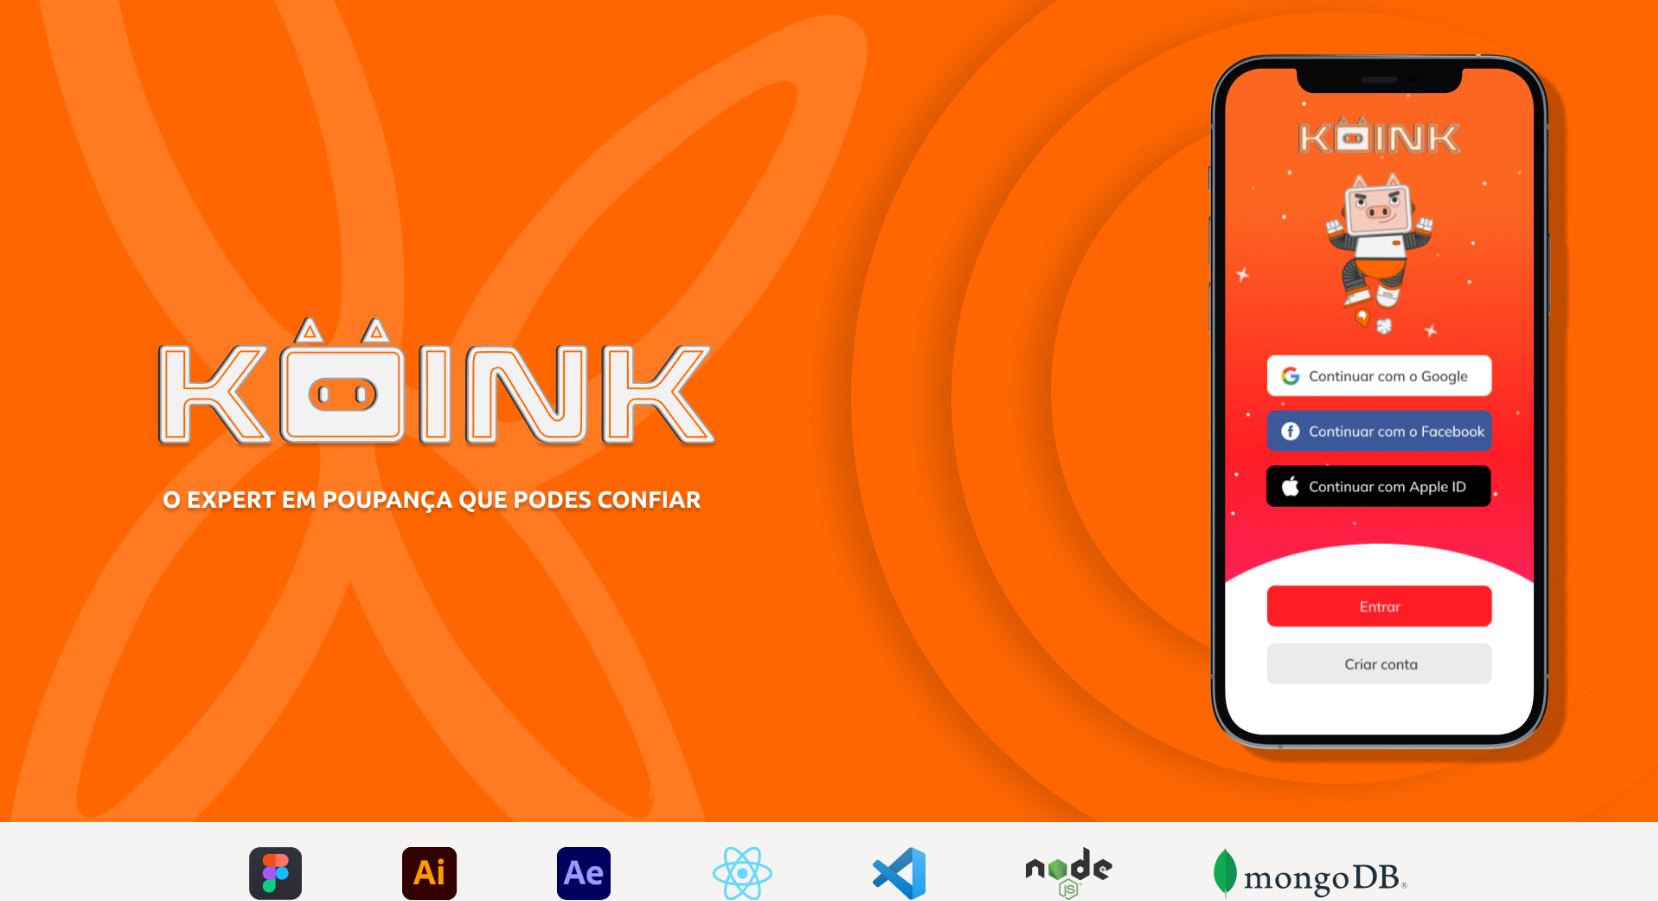 KOINK
O EXPERT EM POUPANÇA QUE PODES CONFIAR
KOINK
Continuar com o Google
Continuar com o Facebook
Continuar com Apple ID
Entrar
Criar conta
Ai
Ae
node
JS
mongoDB®